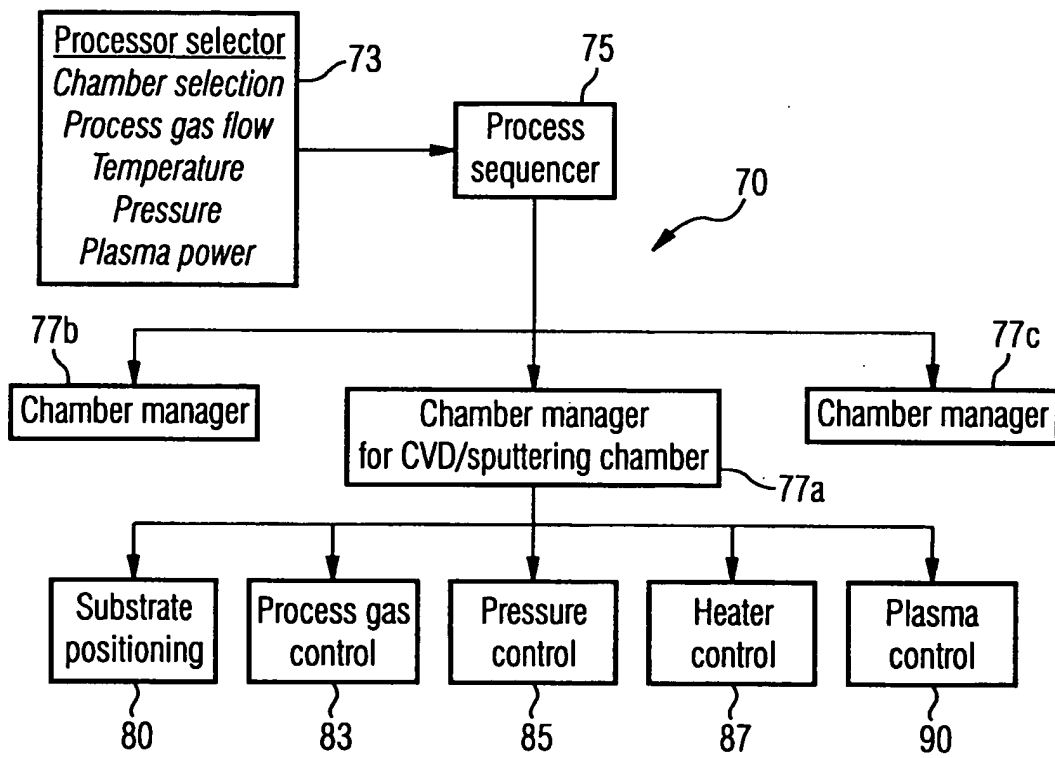 Processor selector
Chamber selection
Process gas flow
Temperature
Pressure
Plasma power
73
75
Process
sequencer
70
77b
Chamber manager
Chamber manager
for CVD/sputtering chamber
77a
77c
Chamber manager
Substrate
positioning
80
Process gas
control
83
Pressure
control
85
Heater
control
87
Plasma
control
90